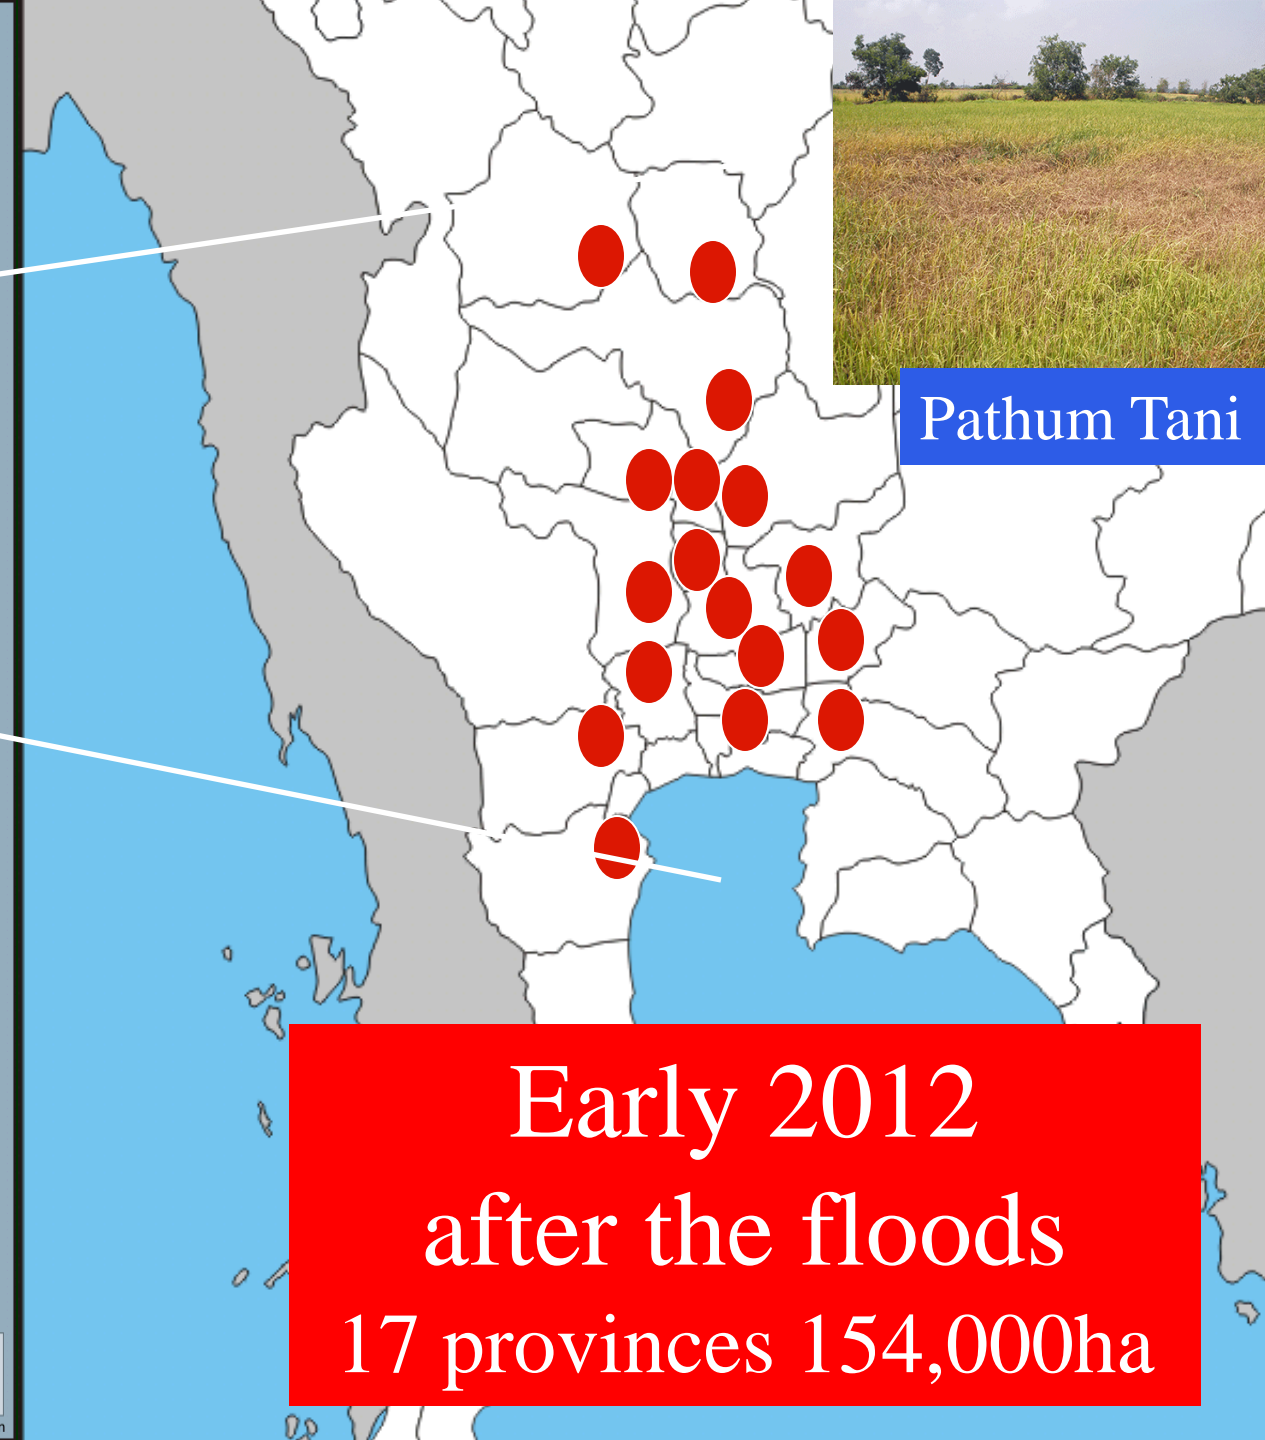 Pathum Tani
Early 2012
after the floods
17 provinces 154,000ha